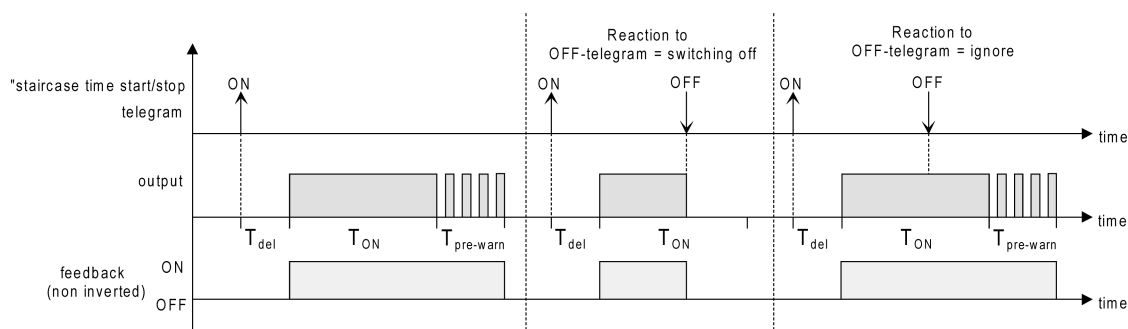 Reaction to
OFF-telegram = switching off
Reaction to
OFF-telegram = ignore
"staircase time start/stop
telegram
ON
ON
OFF
ON
OFF
time
output
time
T del
T ON
T pre-warn
T del
T ON
T del
T ON
T pre-warn
feedback
(non inverted)
ON
OFF
time